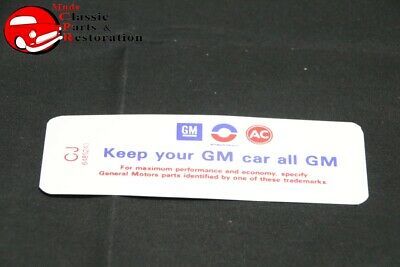 Mudy
Classic
Parts &
Restoration
GM
AC
CJ
Keep your GM car all GM
For maximum performance and economy, specify
General Motors parts identified by one of these trademarks.